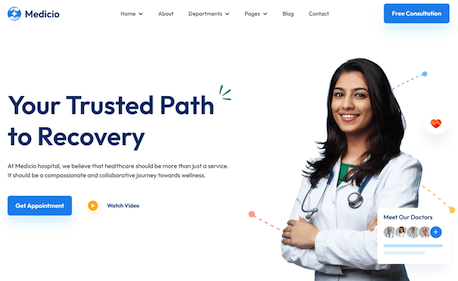 Medicio
Home About Departments Pages Blog Contact
Free Consultation
Your Trusted Path
to Recovery
At Medicio hospital, we believe that healthcare should be more than just a service.
It should be a compassionate and collaborative journey towards wellness.
Get Appointment
Watch Video
Meet Our Doctors